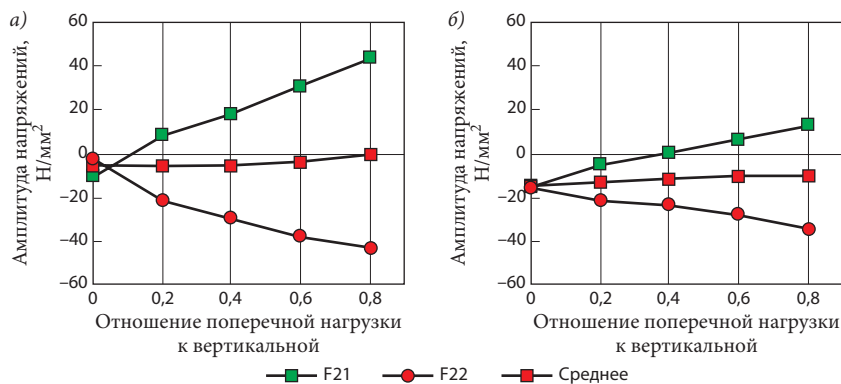 а)
Амплитуда напряжений,
Н/мм²
60
40
20
0
–20
–40
–60
0 0,2 0,4 0,6 0,8
Отношение поперечной нагрузки
к вертикальной
б)
Амплитуда напряжений,
Н/мм²
60
40
20
0
–20
–40
–60
0 0,2 0,4 0,6 0,8
Отношение поперечной нагрузки
к вертикальной
F21 F22 Среднее